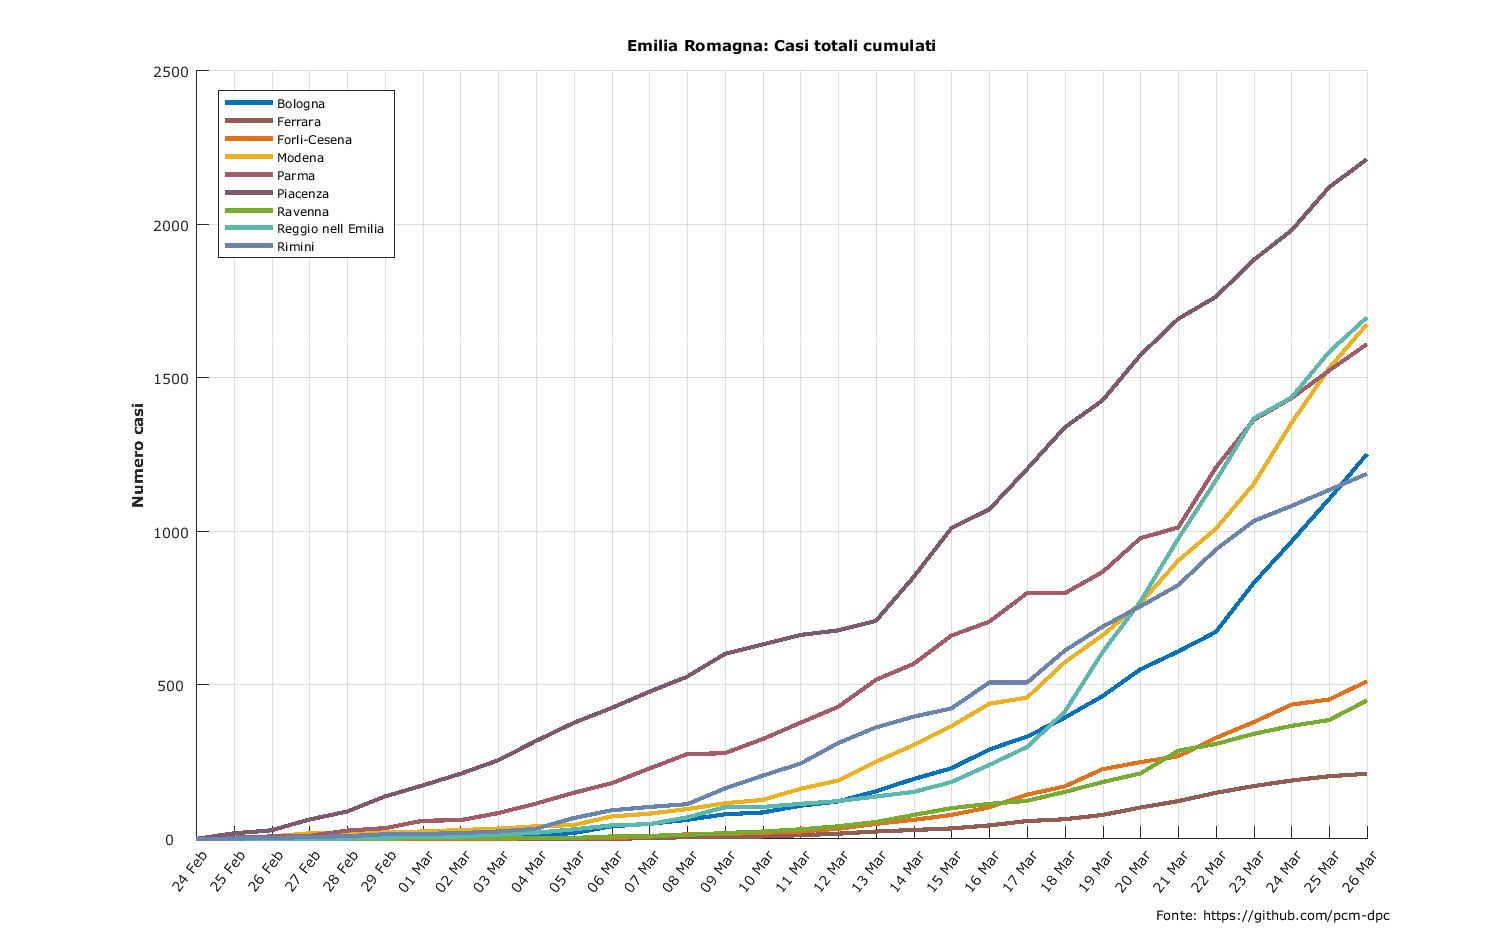 Emilia Romagna: Casi totali cumulati
2500
2000
1500
1000
500
0
Numero casi
Bologna
Ferrara
Forlì-Cesena
Modena
Parma
Piacenza
Ravenna
Reggio nell Emilia
Rimini
24 Feb
25 Feb
26 Feb
27 Feb
28 Feb
29 Feb
01 Mar
02 Mar
03 Mar
04 Mar
05 Mar
06 Mar
07 Mar
08 Mar
09 Mar
10 Mar
11 Mar
12 Mar
13 Mar
14 Mar
15 Mar
16 Mar
17 Mar
18 Mar
19 Mar
20 Mar
21 Mar
22 Mar
23 Mar
24 Mar
25 Mar
26 Mar
Fonte: https://github.com/pcm-dpc